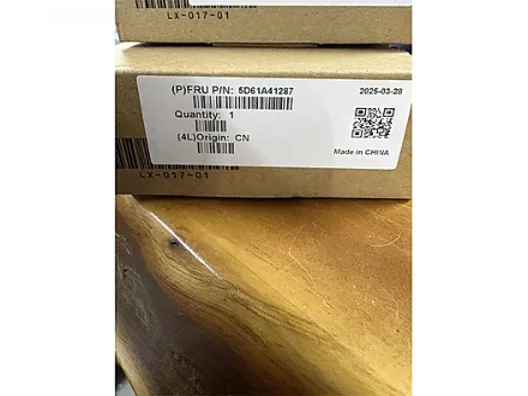 LX-017-01
(P)FRU P/N: 5D61A41287
2025-03-28
Quantity: 1
(4L)Origin: CN
Made in CHINA
LX-017-01